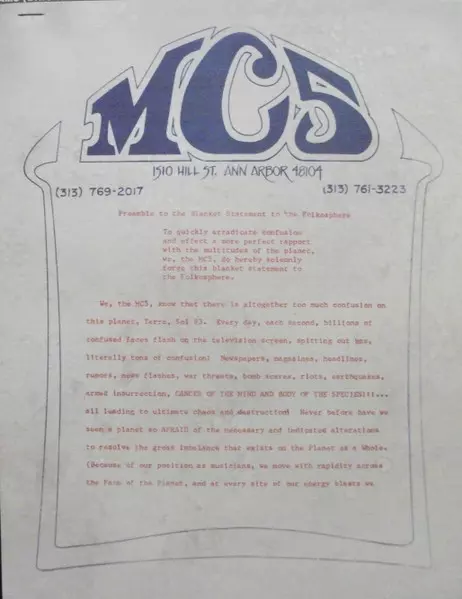 MC5
1510 HILL ST. ANN ARBOR 48104
(313) 769-2017
(313) 761-3223
Preamble to the Blanket Statement to the Folkosphere
To quickly erradicate confusion
and effect a more perfect rapport
with the multitudes of the planet,
we, the MC5, do hereby solemnly
forge this blanket statement to
the Folkosphere.
We, the MC5, know that there is altogether too much confusion on
this planet, Terra, Sol 03. Every day, each second, billions of
confused faces flash on the television screen, spitting out
literally tons of confusion! Newspapers, magazines, headlines,
rumors, news flashes, war threats, bomb scares, riots, earthquakes,
armed insurrection, CANCER OF THE MIND AND BODY OF THE SPECIES!!!...
all leading to ultimate chaos and destruction! Never before have we
seen a planet so AFRAID of the necessary and indicated alterations
to resolve the gross imbalance that exists on the Planet as a Whole.
(Because of our position as musicians, we move with rapidity across
the Face of the Planet, and at every site of our energy blasts we